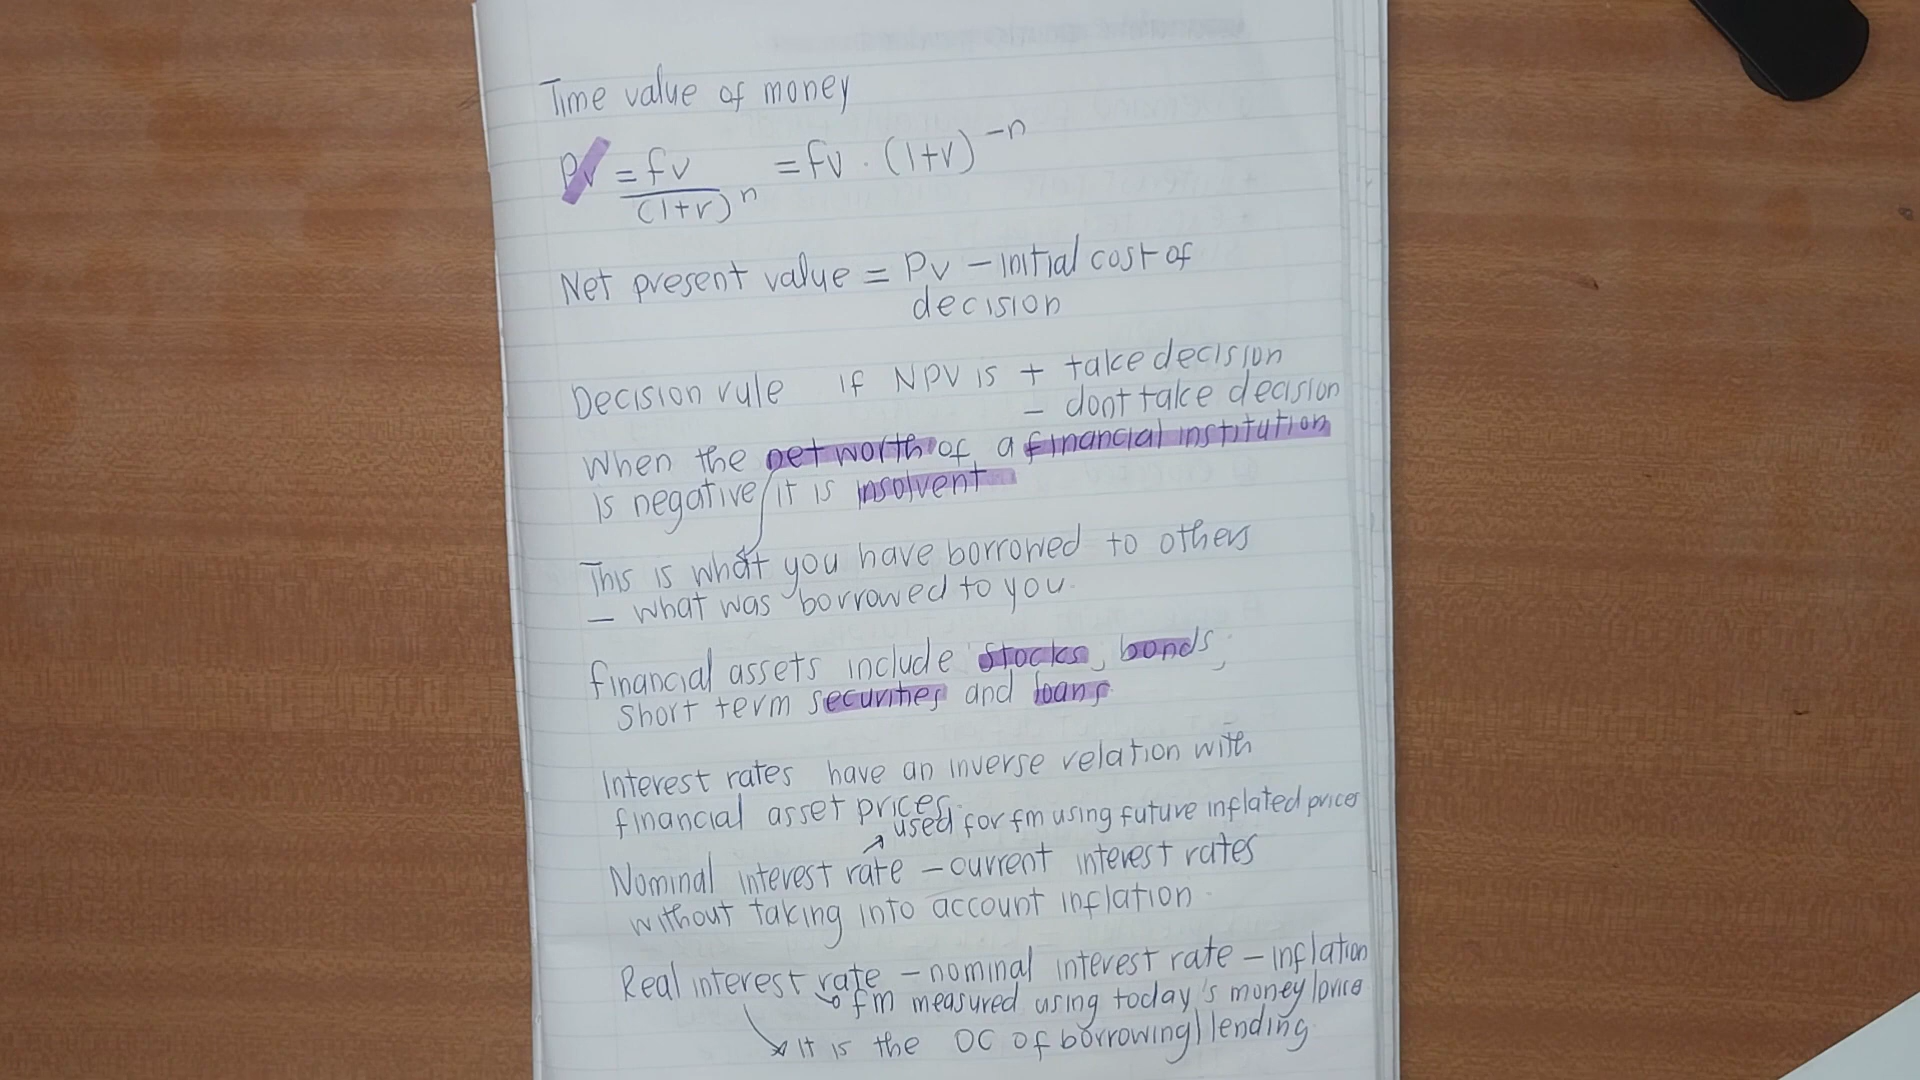 Time value of money
Pv = fv / (1+r)^n = fv . (1+r)^-n
Net present value = Pv - initial cost of
decision
Decision rule if NPV is + take decision
- dont take decision
When the net worth of a financial institution
is negative it is insolvent
This is what you have borrowed to others
- what was borrowed to you.
financial assets include stocks, bonds,
short term securities and loans
Interest rates have an inverse relation with
financial asset prices.
used for fm using future inflated prices
Nominal interest rate - current interest rates
without taking into account inflation.
Real interest rate - nominal interest rate - inflation
fm measured using today's money/price
It is the OC of borrowing/lending.